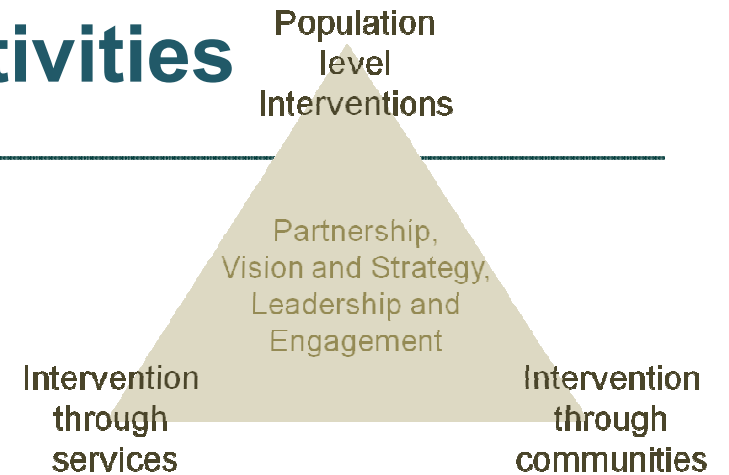 tivities
Population
level
Interventions
Partnership,
Vision and Strategy,
Leadership and
Engagement
Intervention
through
services
Intervention
through
communities